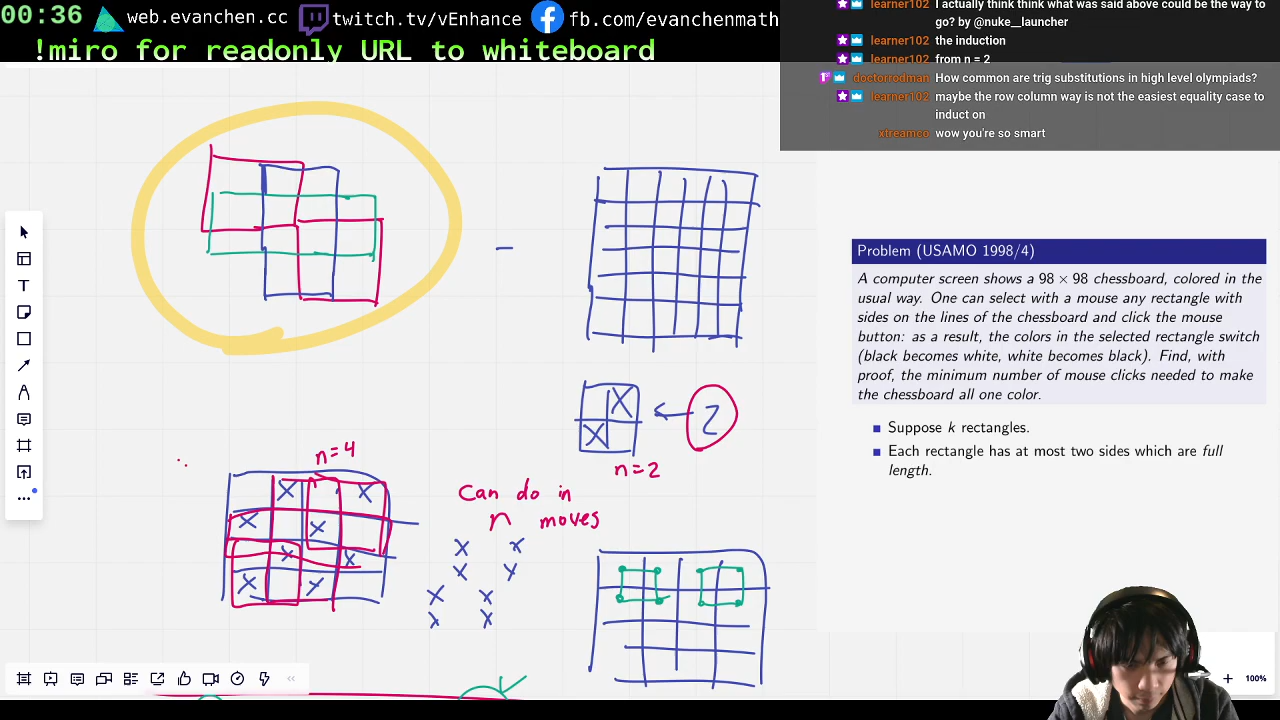 00:36
web.evanchen.cc
twitch.tv/vEnhance
fb.com/evanchenmath
!miro for readonly URL to whiteboard
learner102 I actually think think what was said above could be the way to
go? by @nuke__launcher
learner102 the induction
learner102 from n = 2
doctorrodman How common are trig substitutions in high level olympiads?
learner102 maybe the row column way is not the easiest equality case to
induct on
xtreamco wow you're so smart
Problem (USAMO 1998/4)
A computer screen shows a 98 × 98 chessboard, colored in the
usual way. One can select with a mouse any rectangle with
sides on the lines of the chessboard and click the mouse
button: as a result, the colors in the selected rectangle switch
(black becomes white, white becomes black). Find, with
proof, the minimum number of mouse clicks needed to make
the chessboard all one color.
Suppose k rectangles.
Each rectangle has at most two sides which are full
length.
X
X
2
n=2
n=4
X X
X X
X X
X X
Can do in
n moves
X X
X X
X X
X X
100%